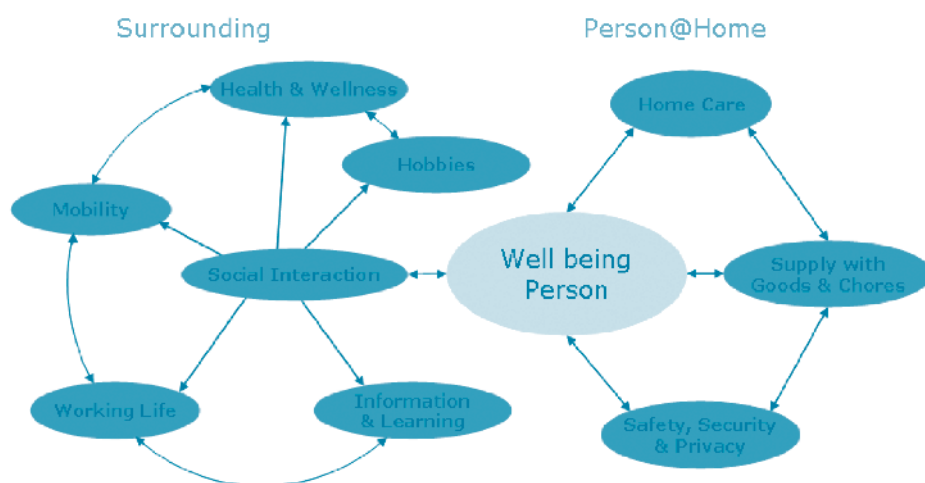 Surrounding
Person@Home
Health & Wellness
Home Care
Hobbies
Mobility
Social Interaction
Well being
Person
Supply with
Goods & Chores
Working Life
Information
& Learning
Safety, Security
& Privacy